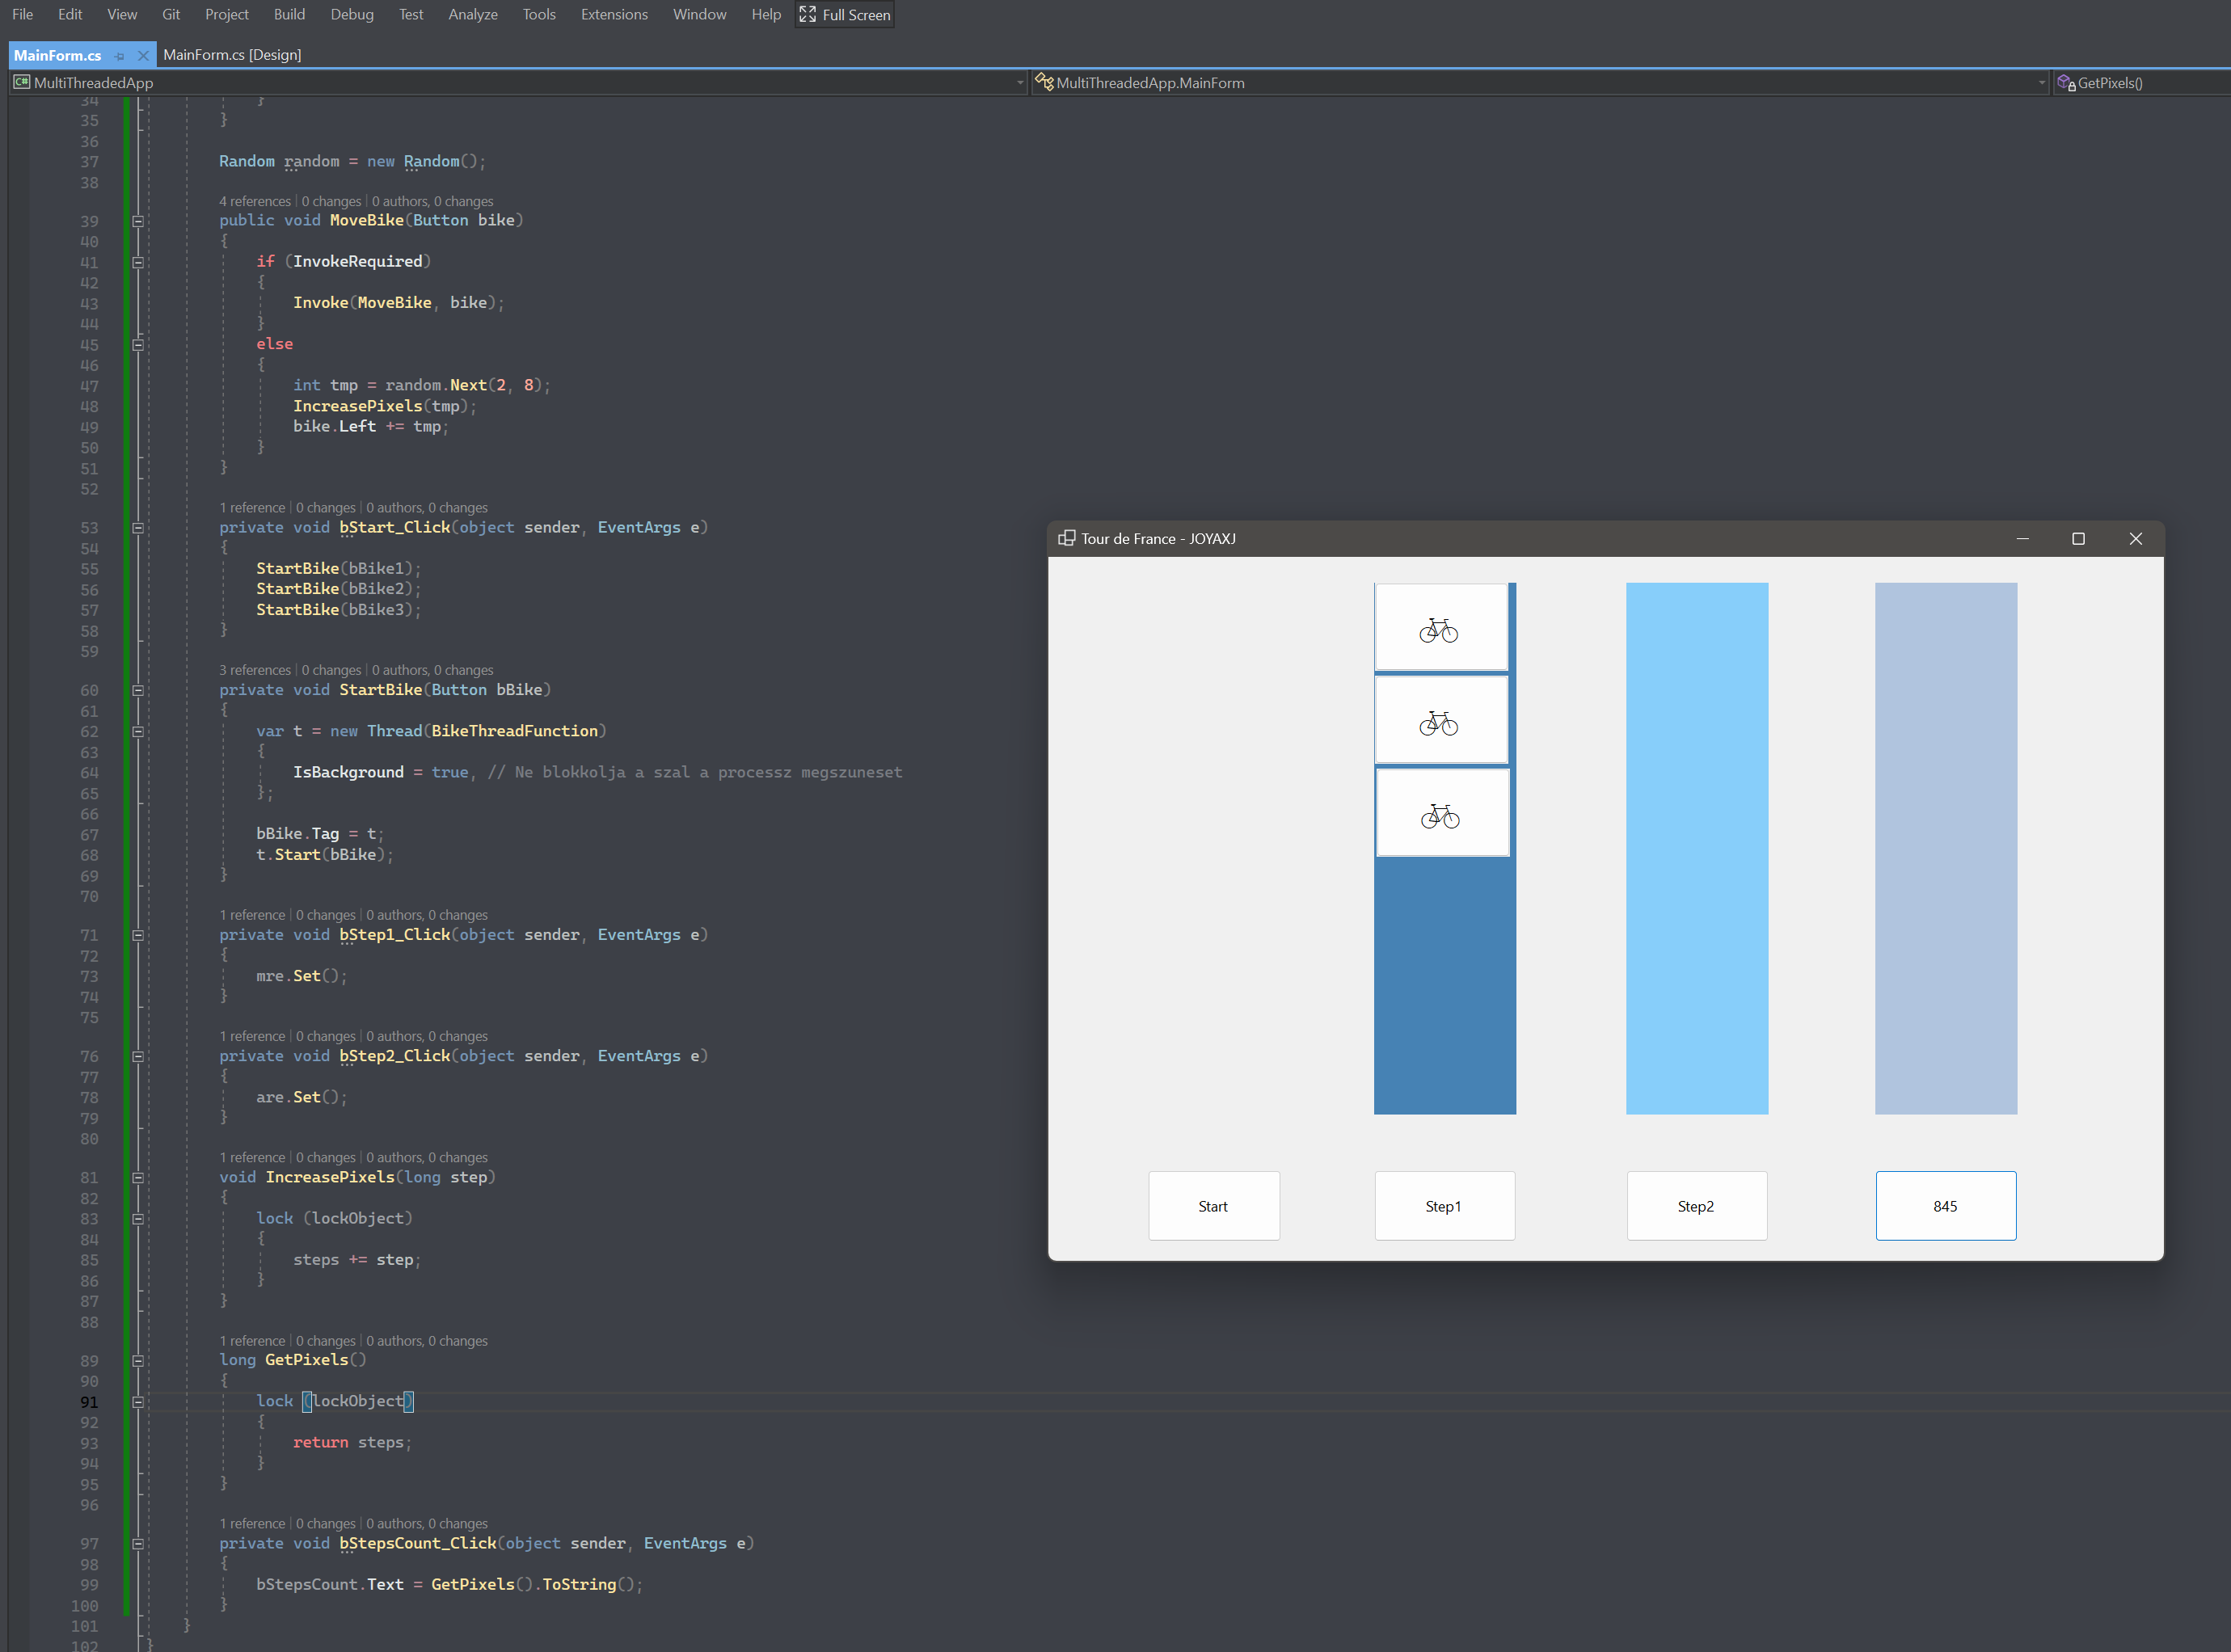 File Edit View Git Project Build Debug Test Analyze Tools Extensions Window Help Full Screen
MainForm.cs MainForm.cs [Design]
MultiThreadedApp MultiThreadedApp.MainForm GetPixels()
34 }
35 }
36
37 Random random = new Random();
38
4 references | 0 changes | 0 authors, 0 changes
39 public void MoveBike(Button bike)
40 {
41 if (InvokeRequired)
42 {
43 Invoke(MoveBike, bike);
44 }
45 else
46 {
47 int tmp = random.Next(2, 8);
48 IncreasePixels(tmp);
49 bike.Left += tmp;
50 }
51 }
52
1 reference | 0 changes | 0 authors, 0 changes
53 private void bStart_Click(object sender, EventArgs e)
54 {
55 StartBike(bBike1);
56 StartBike(bBike2);
57 StartBike(bBike3);
58 }
59
3 references | 0 changes | 0 authors, 0 changes
60 private void StartBike(Button bBike)
61 {
62 var t = new Thread(BikeThreadFunction)
63 {
64 IsBackground = true, // Ne blokkolja a szal a processz megszuneset
65 };
66
67 bBike.Tag = t;
68 t.Start(bBike);
69 }
70
1 reference | 0 changes | 0 authors, 0 changes
71 private void bStep1_Click(object sender, EventArgs e)
72 {
73 mre.Set();
74 }
75
1 reference | 0 changes | 0 authors, 0 changes
76 private void bStep2_Click(object sender, EventArgs e)
77 {
78 are.Set();
79 }
80
1 reference | 0 changes | 0 authors, 0 changes
81 void IncreasePixels(long step)
82 {
83 lock (lockObject)
84 {
85 steps += step;
86 }
87 }
88
1 reference | 0 changes | 0 authors, 0 changes
89 long GetPixels()
90 {
91 lock (lockObject)
92 {
93 return steps;
94 }
95 }
96
1 reference | 0 changes | 0 authors, 0 changes
97 private void bStepsCount_Click(object sender, EventArgs e)
98 {
99 bStepsCount.Text = GetPixels().ToString();
100 }
101 }
102 }
Tour de France - JOYAXJ
Start Step1 Step2 845